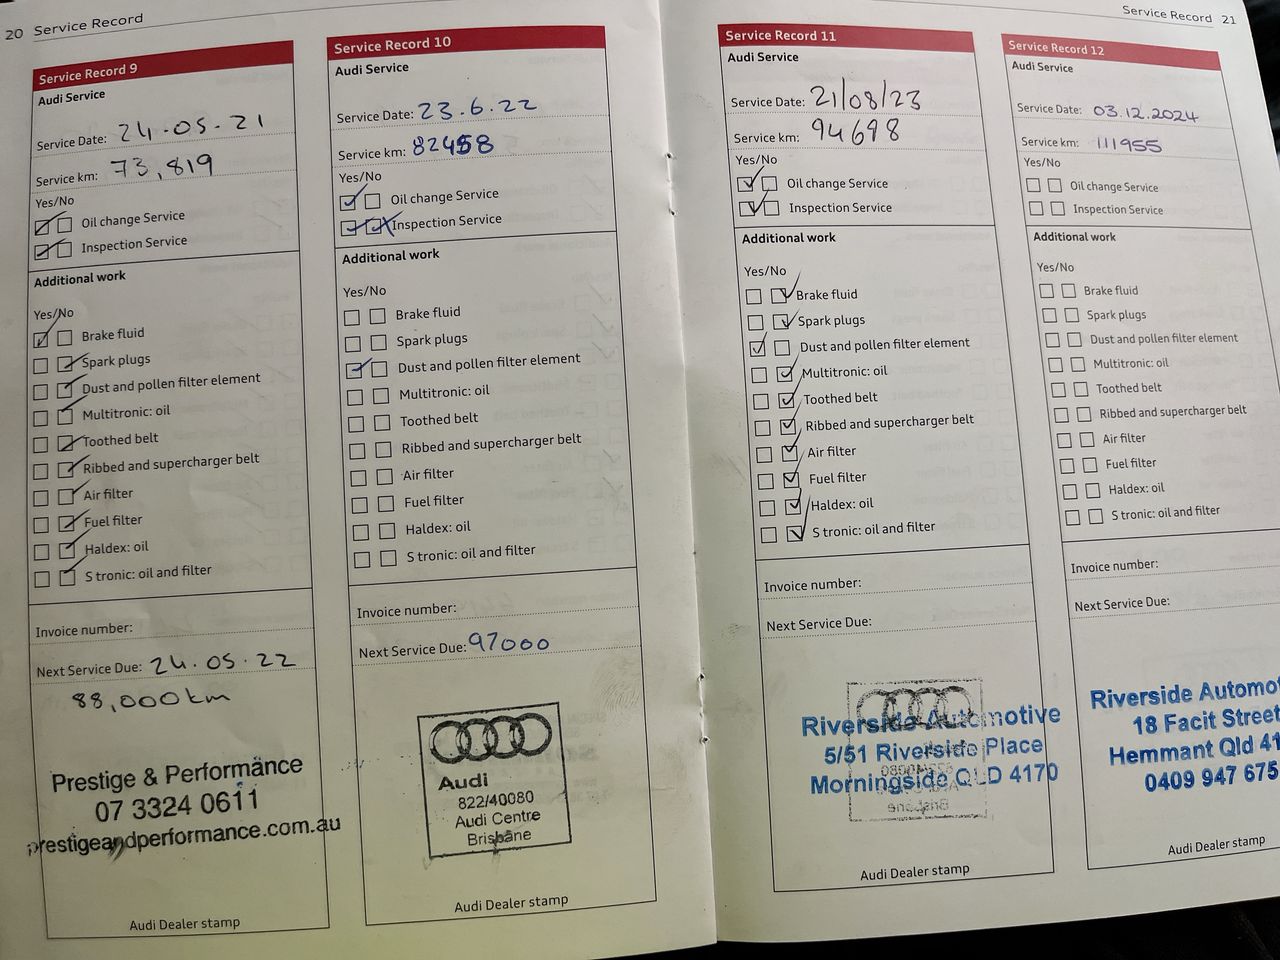 20 Service Record
Service Record 9
Audi Service
Service Date: 24.05.21
Service km: 73,819
Yes/No
Oil change Service
Inspection Service
Additional work
Yes/No
Brake fluid
Spark plugs
Dust and pollen filter element
Multitronic: oil
Toothed belt
Ribbed and supercharger belt
Air filter
Fuel filter
Haldex: oil
S tronic: oil and filter
Invoice number:
Next Service Due: 24.05.22
88,000km
Prestige & Performance
07 3324 0611
prestigeandperformance.com.au
Audi Dealer stamp
Service Record 10
Audi Service
Service Date: 23.6.22
Service km: 82458
Yes/No
Oil change Service
Inspection Service
Additional work
Yes/No
Brake fluid
Spark plugs
Dust and pollen filter element
Multitronic: oil
Toothed belt
Ribbed and supercharger belt
Air filter
Fuel filter
Haldex: oil
S tronic: oil and filter
Invoice number:
Next Service Due: 97000
Audi
822/40080
Audi Centre
Brisbane
Audi Dealer stamp
Service Record 21
Service Record 11
Audi Service
Service Date: 21/08/23
Service km: 94698
Yes/No
Oil change Service
Inspection Service
Additional work
Yes/No
Brake fluid
Spark plugs
Dust and pollen filter element
Multitronic: oil
Toothed belt
Ribbed and supercharger belt
Air filter
Fuel filter
Haldex: oil
S tronic: oil and filter
Invoice number:
Next Service Due:
Riverside Automotive
5/51 Riverside Place
Morningside QLD 4170
Audi Dealer stamp
Service Record 12
Audi Service
Service Date: 03.12.2024
Service km: 111955
Yes/No
Oil change Service
Inspection Service
Additional work
Yes/No
Brake fluid
Spark plugs
Dust and pollen filter element
Multitronic: oil
Toothed belt
Ribbed and supercharger belt
Air filter
Fuel filter
Haldex: oil
S tronic: oil and filter
Invoice number:
Next Service Due:
Riverside Automot
18 Facit Street
Hemmant Qld 41
0409 947 675
Audi Dealer stamp